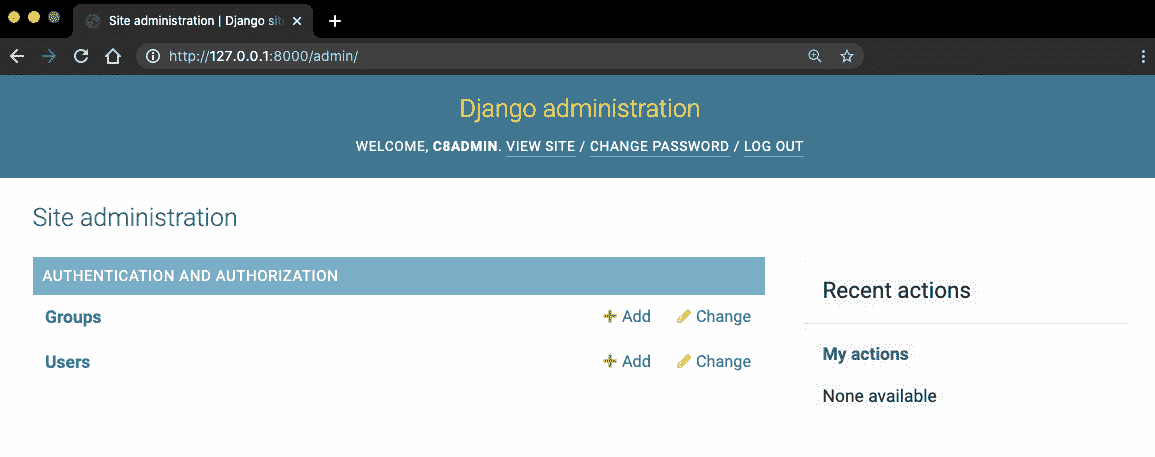 Site administration | Django site
http://127.0.0.1:8000/admin/
Django administration
WELCOME, C8ADMIN. VIEW SITE / CHANGE PASSWORD / LOG OUT
Site administration
AUTHENTICATION AND AUTHORIZATION
Groups Add Change
Users Add Change
Recent actions
My actions
None available